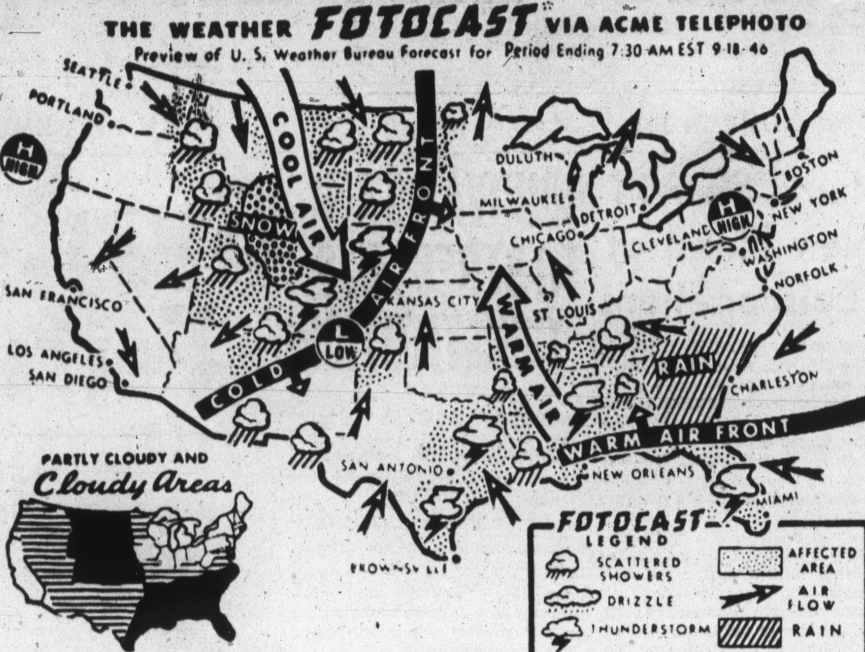 THE WEATHER FOTOCAST VIA ACME TELEPHOTO
Preview of U. S. Weather Bureau Forecast for Period Ending 7:30 AM EST 9-18-46
SEATTLE
PORTLAND
H
HIGH
COOL AIR
SNOW
COLD AIR FRONT
L
LOW
DULUTH
MILWAUKEE
CHICAGO
DETROIT
CLEVELAND
H
HIGH
BOSTON
NEW YORK
WASHINGTON
NORFOLK
SAN FRANCISCO
LOS ANGELES
SAN DIEGO
KANSAS CITY
ST LOUIS
WARM AIR
RAIN
CHARLESTON
WARM AIR FRONT
SAN ANTONIO
NEW ORLEANS
MIAMI
BROWNSVILLE
PARTLY CLOUDY AND
Cloudy Areas
FOTOCAST
LEGEND
SCATTERED
SHOWERS
AFFECTED
AREA
DRIZZLE
AIR
FLOW
THUNDERSTORM
RAIN